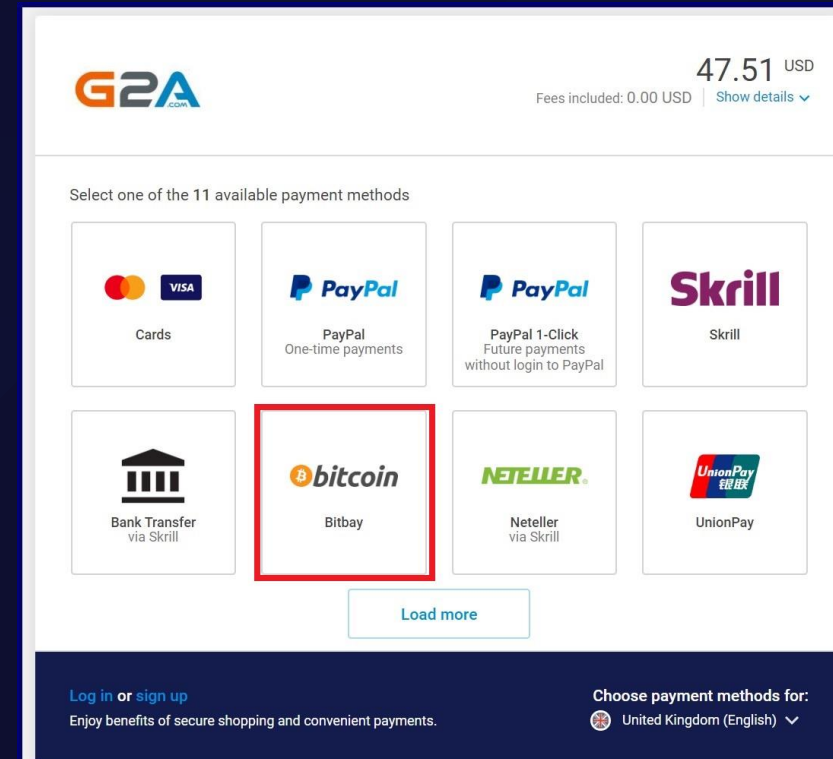 G2A
.COM
47.51 USD
Fees included: 0.00 USD
Show details
Select one of the 11 available payment methods
VISA
Cards
PayPal
PayPal
One-time payments
PayPal
PayPal 1-Click
Future payments
without login to PayPal
Skrill
Skrill
Bank Transfer
via Skrill
bitcoin
Bitbay
NETELLER.
Neteller
via Skrill
UnionPay
银联
UnionPay
Load more
Log in or sign up
Enjoy benefits of secure shopping and convenient payments.
Choose payment methods for:
United Kingdom (English)